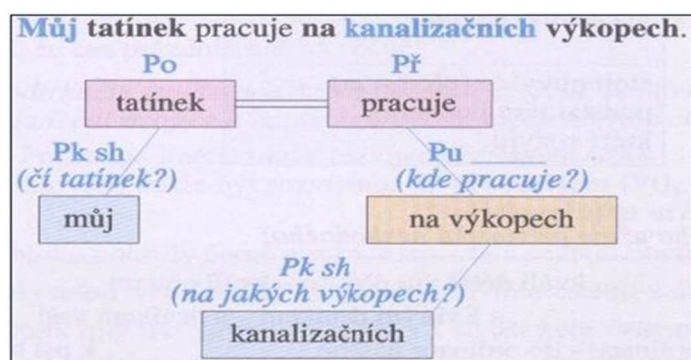 Můj tatínek pracuje na kanalizačních výkopech.
Po Př
tatínek pracuje
Pk sh Pu
(čí tatínek?) (kde pracuje?)
můj na výkopech
Pk sh
(na jakých výkopech?)
kanalizačních